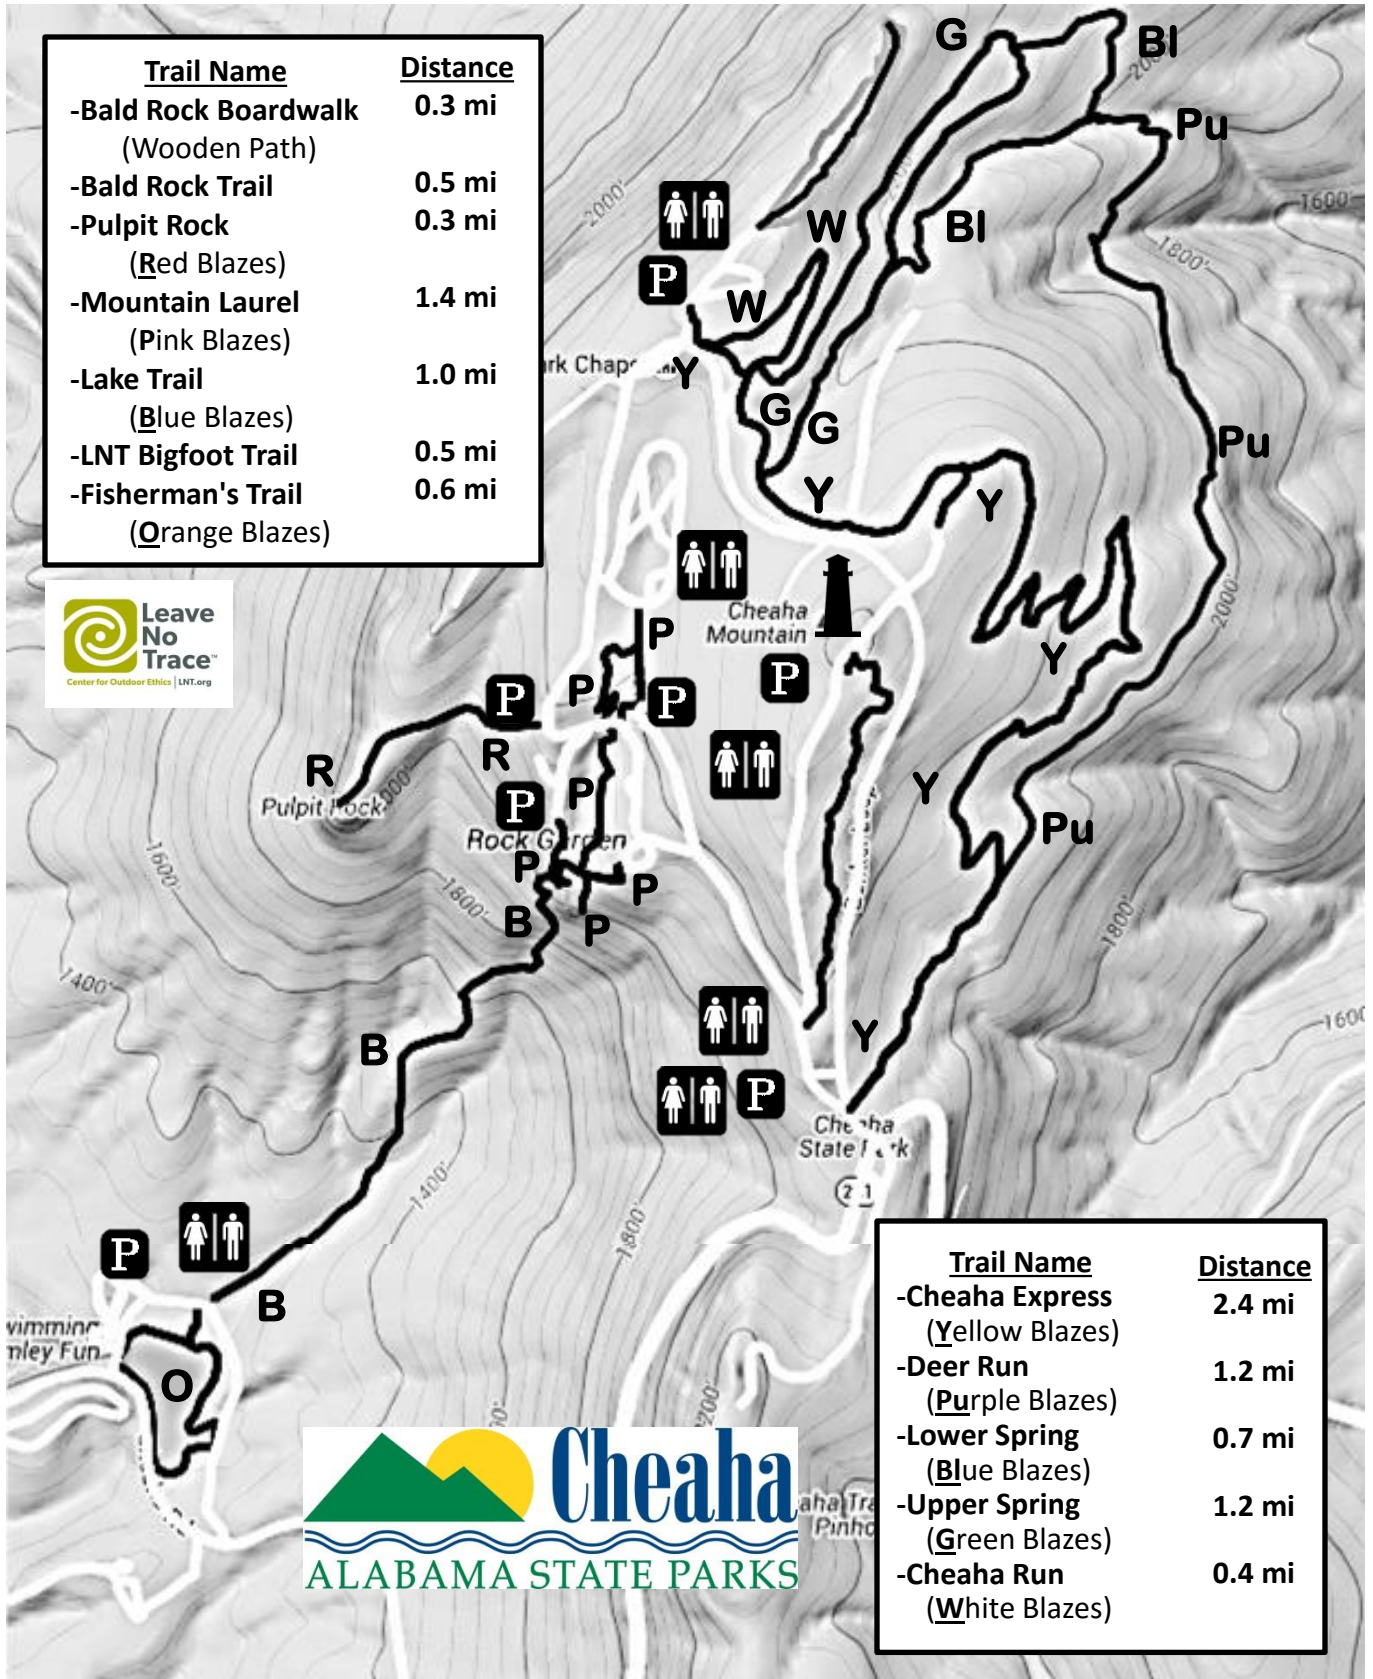 Trail Name Distance
-Bald Rock Boardwalk 0.3 mi
(Wooden Path)
-Bald Rock Trail 0.5 mi
-Pulpit Rock 0.3 mi
(Red Blazes)
-Mountain Laurel 1.4 mi
(Pink Blazes)
-Lake Trail 1.0 mi
(Blue Blazes)
-LNT Bigfoot Trail 0.5 mi
-Fisherman's Trail 0.6 mi
(Orange Blazes)
G
Bl
2000'
Pu
2000'
W
Bl
1600'
1800'
P
W
Y
G
G
Pu
Y
Y
Leave
No
Trace™
Center for Outdoor Ethics | LNT.org
Cheaha
Mountain
2000'
P
Y
P
P
P
P
R
R
Pulpit Rock
P
P
Y
Pu
Rock Garden
1600'
P
P
1800'
B
P
1800'
1400'
1600'
B
Y
P
Cheaha
State Park
1400'
1800'
P
B
O
Trail Name Distance
-Cheaha Express 2.4 mi
(Yellow Blazes)
-Deer Run 1.2 mi
(Purple Blazes)
-Lower Spring 0.7 mi
(Blue Blazes)
-Upper Spring 1.2 mi
(Green Blazes)
-Cheaha Run 0.4 mi
(White Blazes)
Cheaha
ALABAMA STATE PARKS